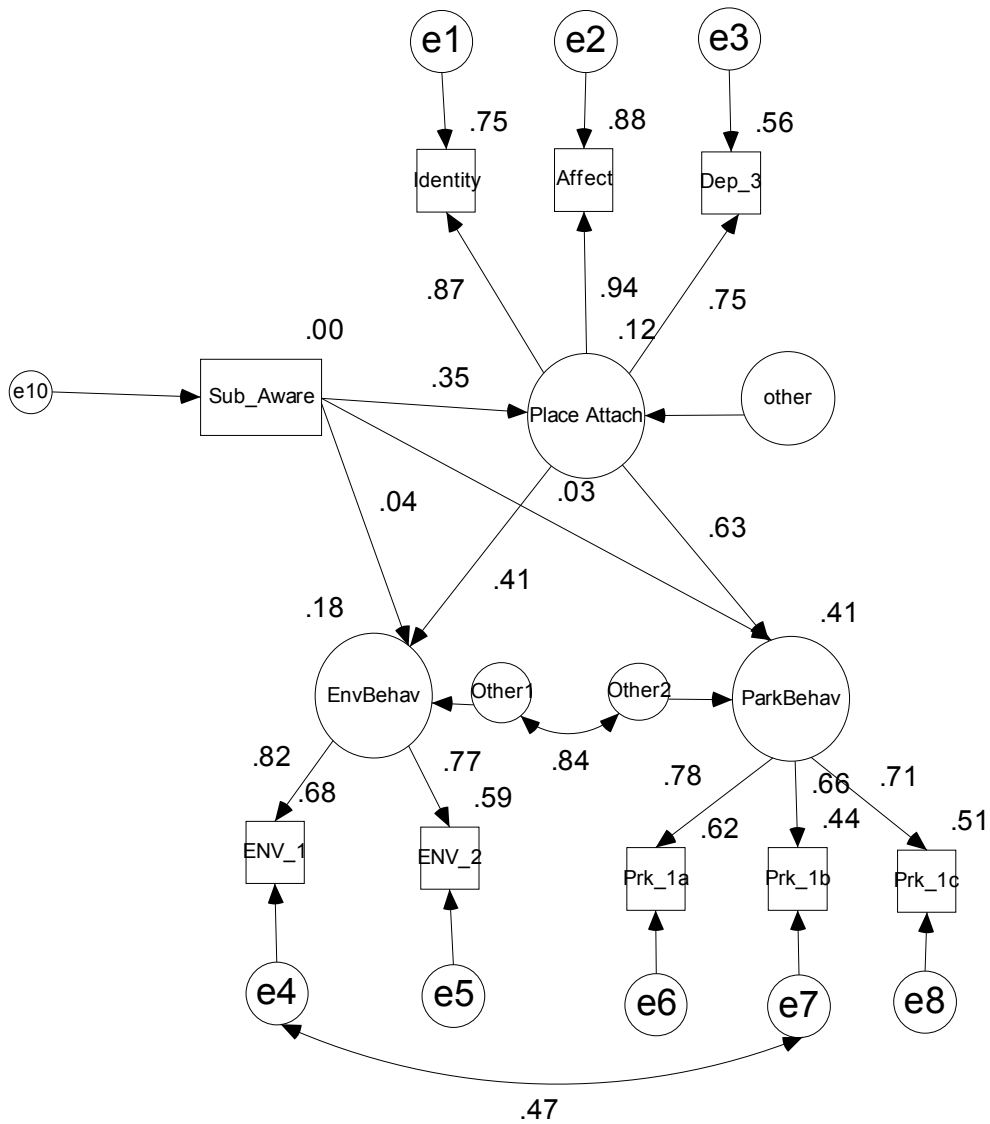 e1
e2
e3
.75
.88
.56
Identity
Affect
Dep_3
.87
.94
.75
.00
.12
e10
Sub_Aware
.35
Place Attach
other
.04
.03
.63
.41
.18
.41
EnvBehav
Other1
Other2
ParkBehav
.82
.77
.84
.78
.66
.71
.68
.59
.62
.44
.51
ENV_1
ENV_2
Prk_1a
Prk_1b
Prk_1c
e4
e5
e6
e7
e8
.47